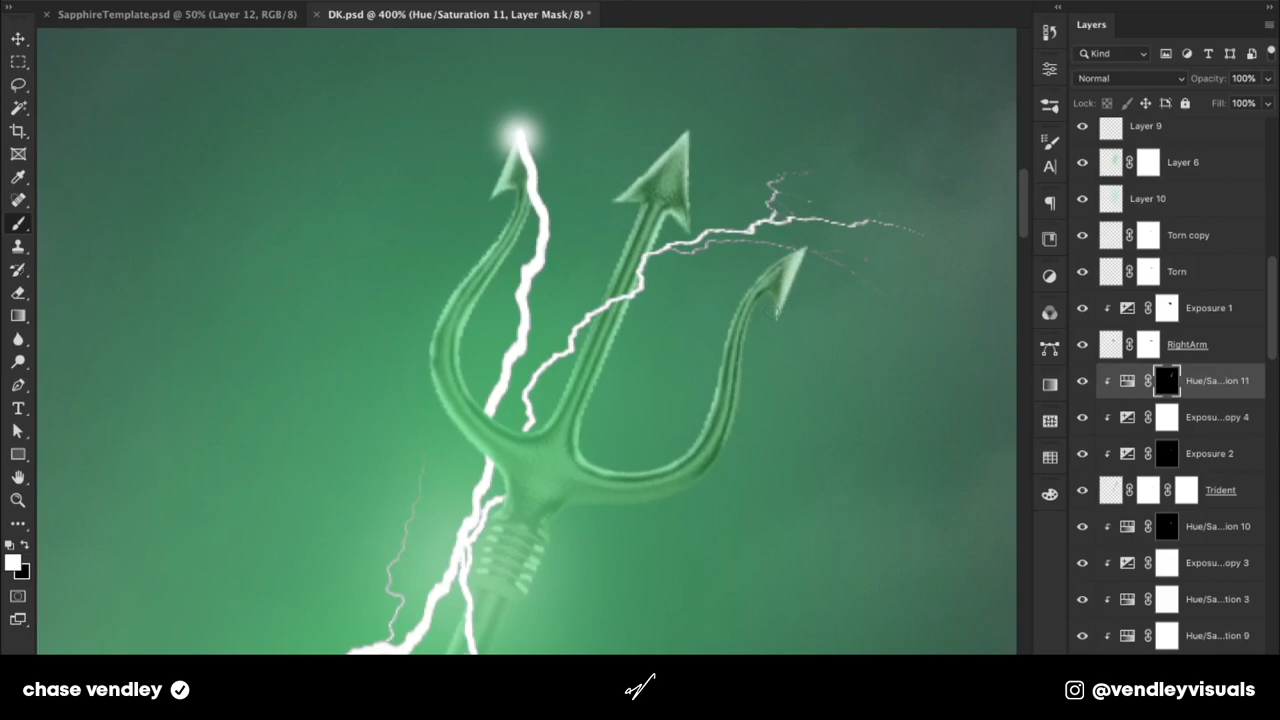 SapphireTemplate.psd @ 50% (Layer 12, RGB/8)
DK.psd @ 400% (Hue/Saturation 11, Layer Mask/8) *
Layers
Kind
Normal
Opacity: 100%
Lock:
Fill: 100%
Layer 9
Layer 6
Layer 10
Torn copy
Torn
Exposure 1
RightArm
Hue/Sa...ion 11
Exposu...opy 4
Exposure 2
Trident
Hue/Sa...ion 10
Exposu...opy 3
Hue/Sa...tion 3
Hue/Sa...tion 9
chase vendley
@vendleyvisuals